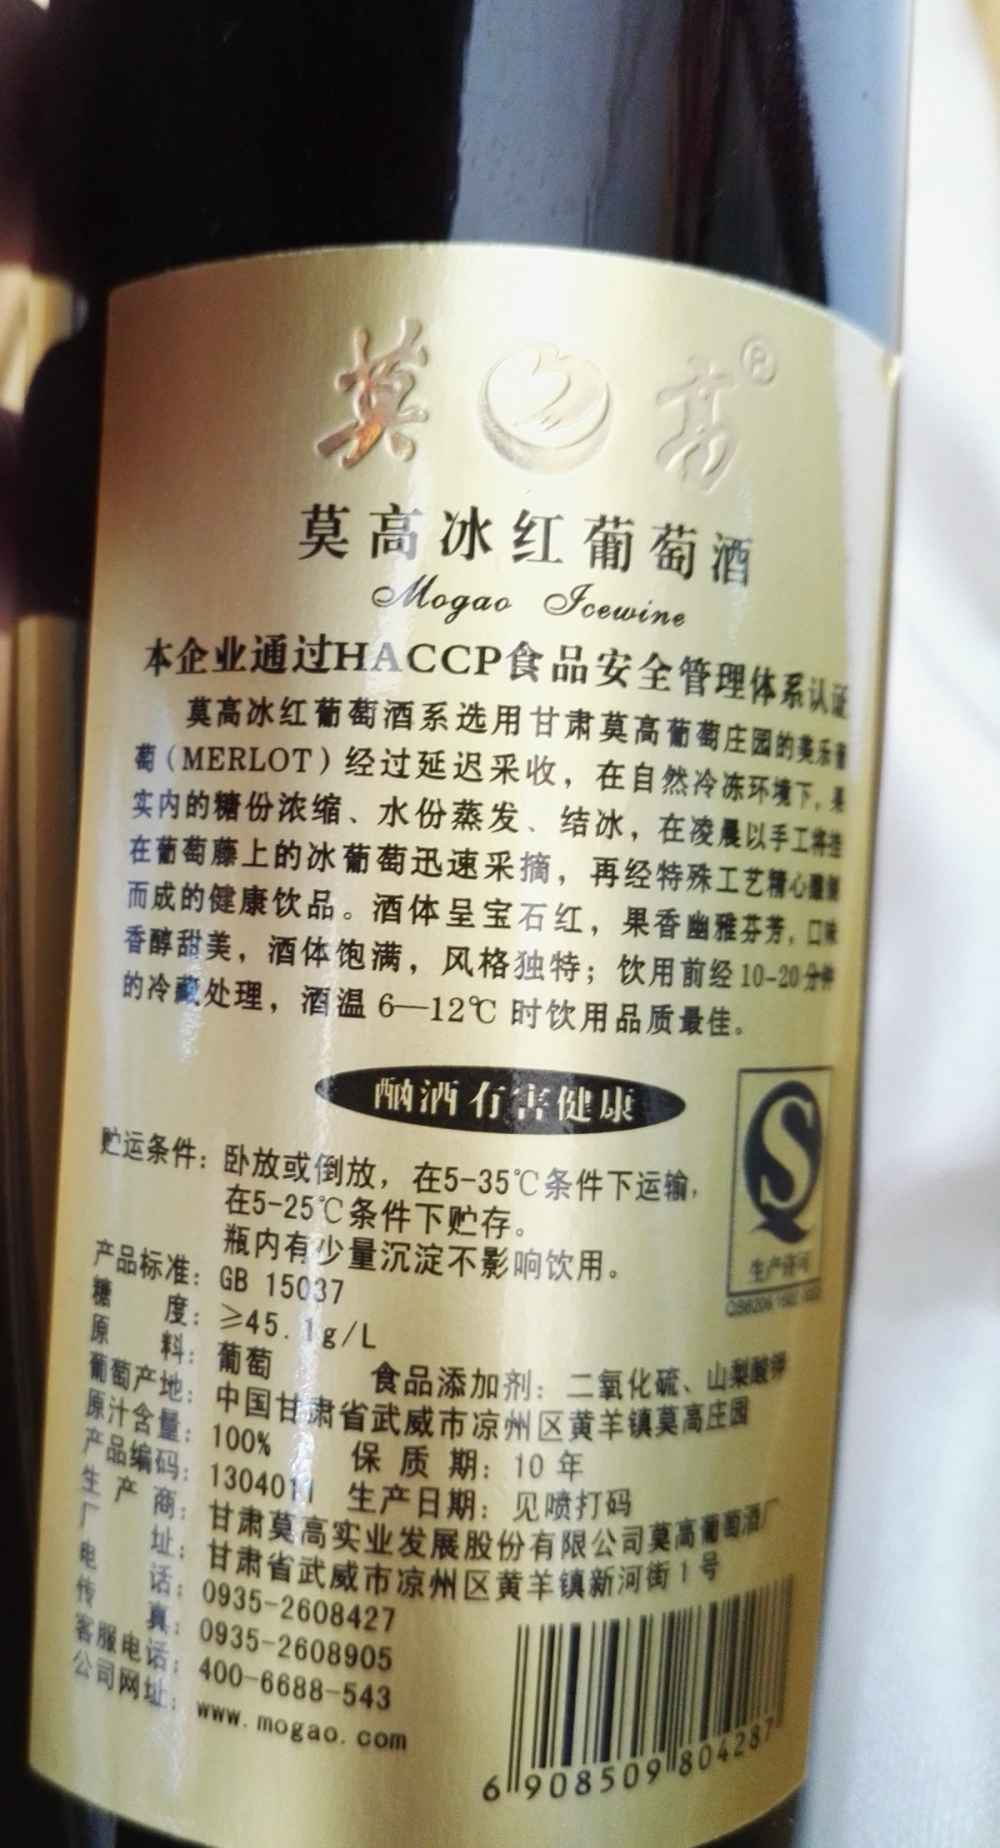 莫高®
莫高冰红葡萄酒
Mogao Icewine
本企业通过HACCP食品安全管理体系认证
莫高冰红葡萄酒系选用甘肃莫高葡萄庄园的美乐葡
萄(MERLOT)经过延迟采收，在自然冷冻环境下，果
实内的糖份浓缩、水份蒸发、结冰，在凌晨以手工将挂
在葡萄藤上的冰葡萄迅速采摘，再经特殊工艺精心酿制
而成的健康饮品。酒体呈宝石红，果香幽雅芬芳，口味
香醇甜美，酒体饱满，风格独特；饮用前经10-20分钟
的冷藏处理，酒温6—12℃时饮用品质最佳。
酗酒有害健康
贮运条件：卧放或倒放，在5-35℃条件下运输，
在5-25℃条件下贮存。
瓶内有少量沉淀不影响饮用。
生产许可
产品标准：GB 15037
糖度：≥45.1g/L
原料：葡萄 食品添加剂：二氧化硫、山梨酸钾
葡萄产地：中国甘肃省武威市凉州区黄羊镇莫高庄园
原汁含量：100% 保质期：10年
产品编码：1304011 生产日期：见喷打码
生产商：甘肃莫高实业发展股份有限公司莫高葡萄酒厂
厂址：甘肃省武威市凉州区黄羊镇新河街1号
电话：0935-2608427
传真：0935-2608905
客服电话：400-6688-543
公司网址：www.mogao.com
6 908509 804287